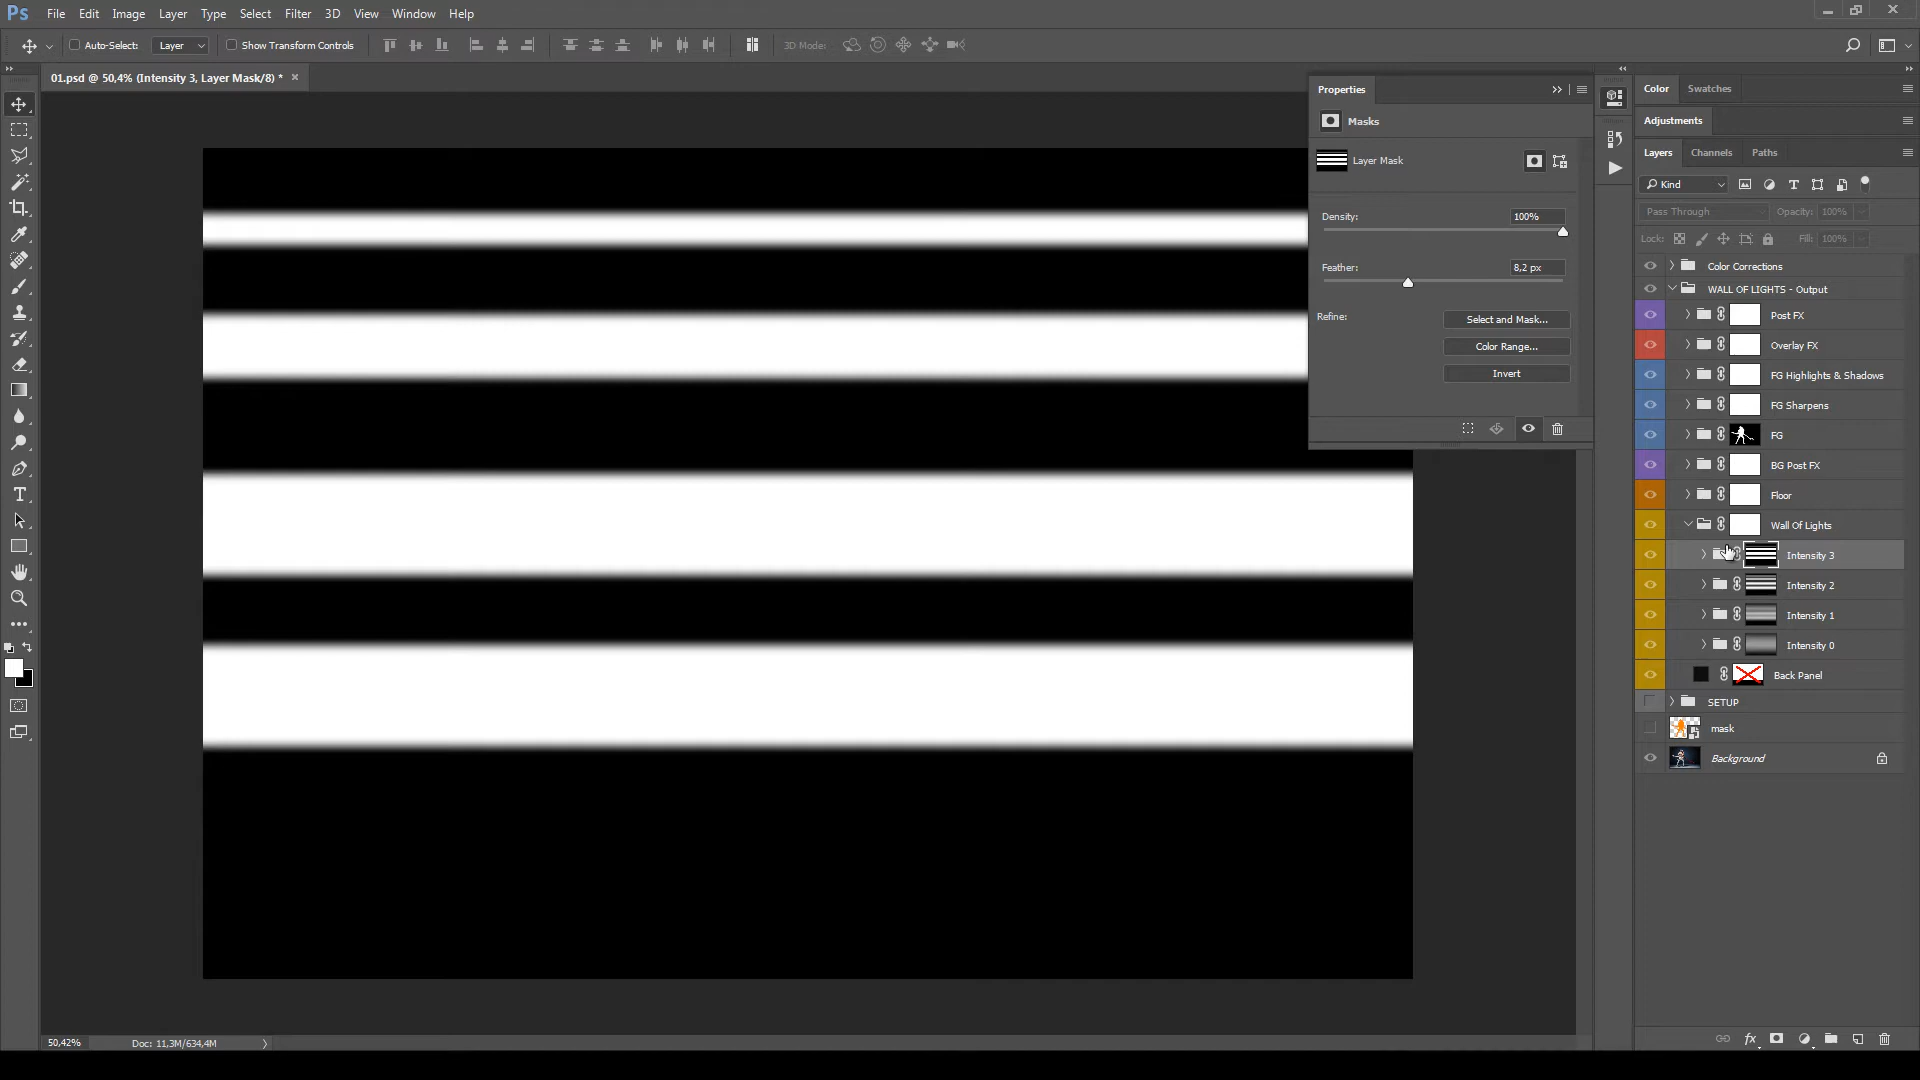 Ps File Edit Image Layer Type Select Filter 3D View Window Help
Auto-Select: Layer Show Transform Controls 3D Mode:
01.psd @ 50,4% (Intensity 3, Layer Mask/8) *
Properties
Masks
Layer Mask
Density: 100%
Feather: 8,2 px
Refine: Select and Mask...
Color Range...
Invert
Color Swatches
Adjustments
Layers Channels Paths
Kind
Pass Through Opacity: 100%
Lock: Fill: 100%
Color Corrections
WALL OF LIGHTS - Output
Post FX
Overlay FX
FG Highlights & Shadows
FG Sharpens
FG
BG Post FX
Floor
Wall Of Lights
Intensity 3
Intensity 2
Intensity 1
Intensity 0
Back Panel
SETUP
mask
Background
50,42% Doc: 11,3M/634,4M